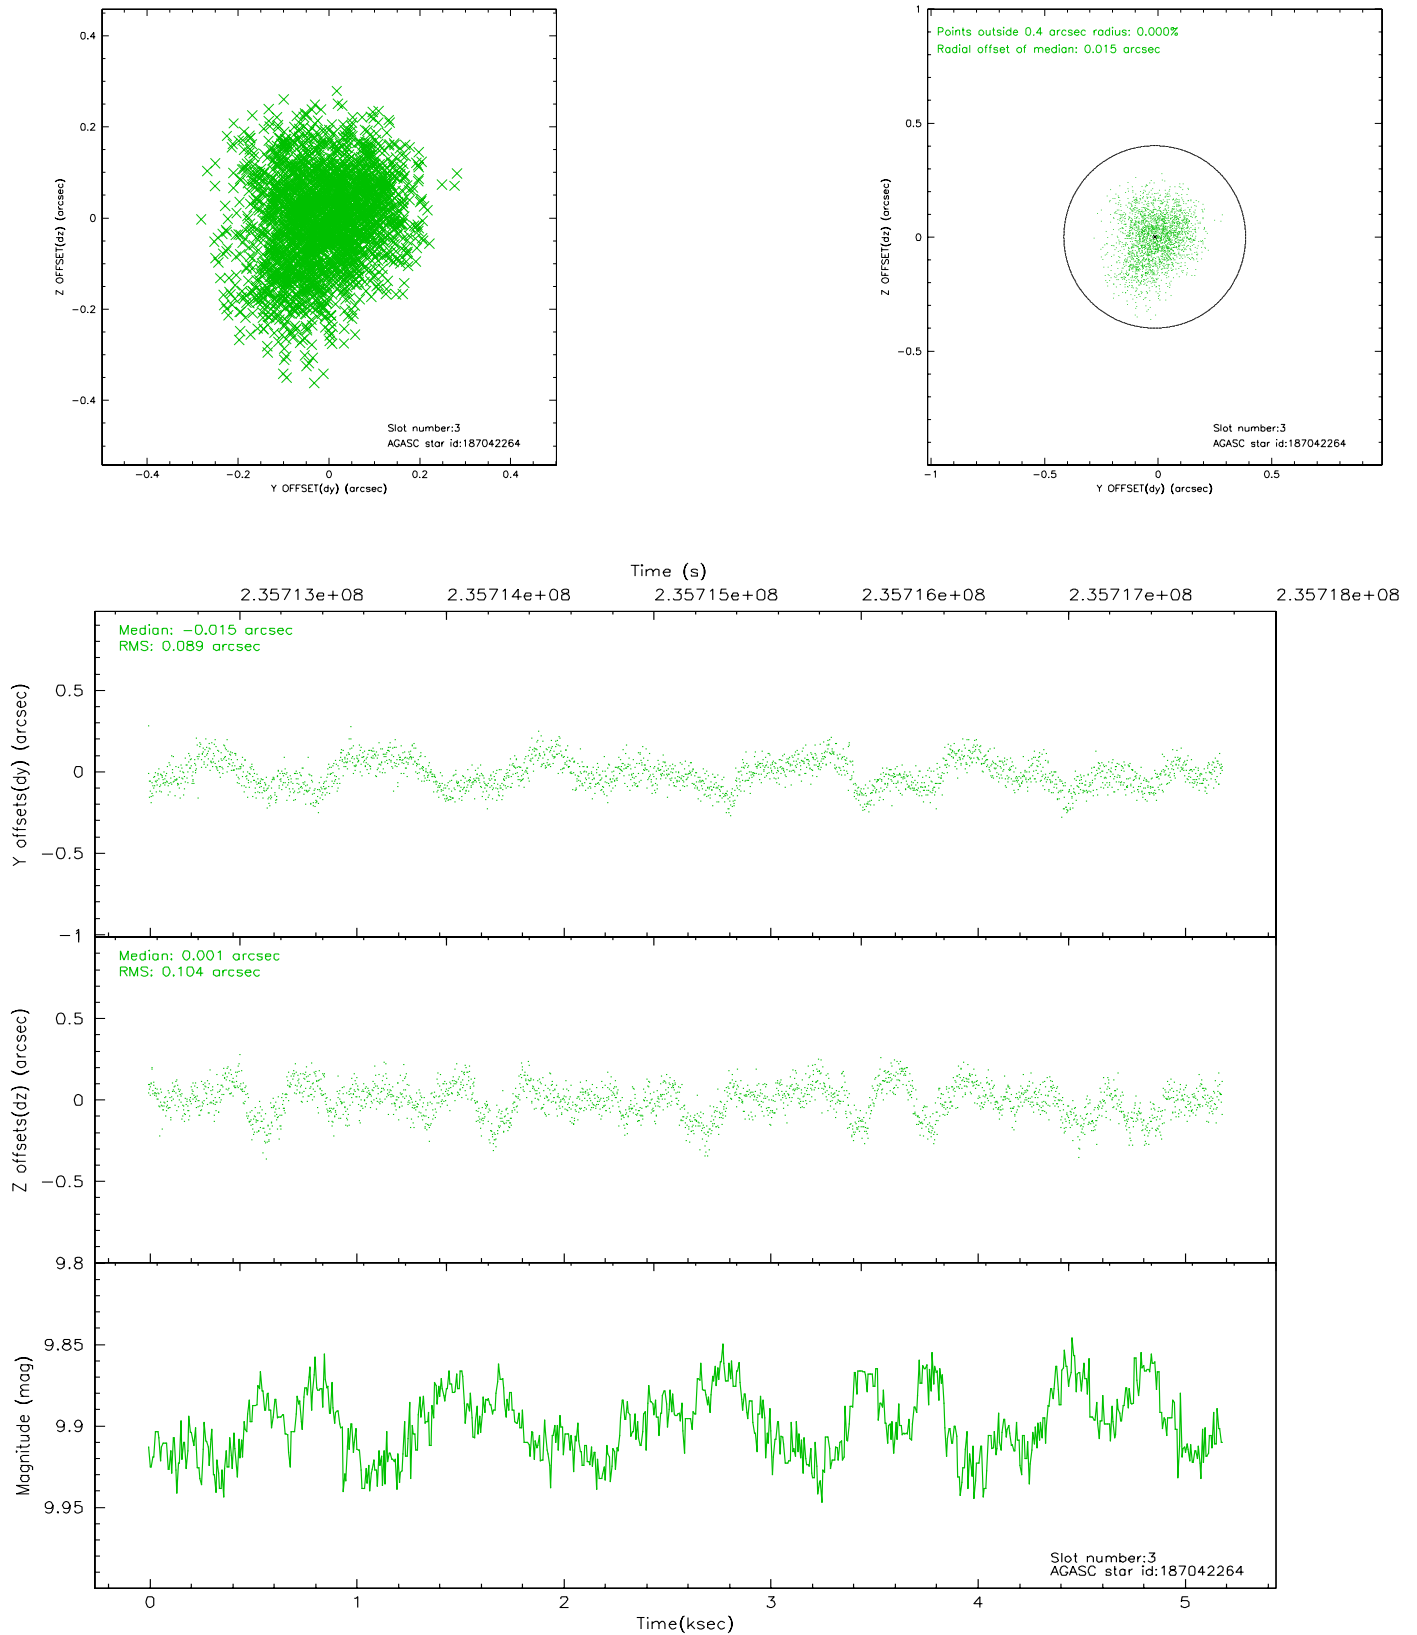 0.4
0.2
0
−0.2
−0.4
Z OFFSET(dz) (arcsec)
Slot number:3
AGASC star id:187042264
−0.4
−0.2
0
0.2
0.4
Y OFFSET(dy) (arcsec)
1
0.5
0
−0.5
Z OFFSET(dz) (arcsec)
Points outside 0.4 arcsec radius: 0.000%
Radial offset of median: 0.015 arcsec
Slot number:3
AGASC star id:187042264
−1
−0.5
0
0.5
Y OFFSET(dy) (arcsec)
Time (s)
2.35713e+08
2.35714e+08
2.35715e+08
2.35716e+08
2.35717e+08
2.35718e+08
Median: −0.015 arcsec
RMS: 0.089 arcsec
0.5
0
−0.5
−1
Y offsets(dy) (arcsec)
Median: 0.001 arcsec
RMS: 0.104 arcsec
0.5
0
−0.5
Z offsets(dz) (arcsec)
9.8
9.85
9.9
9.95
Magnitude (mag)
Slot number:3
AGASC star id:187042264
0
1
2
3
4
5
Time(ksec)